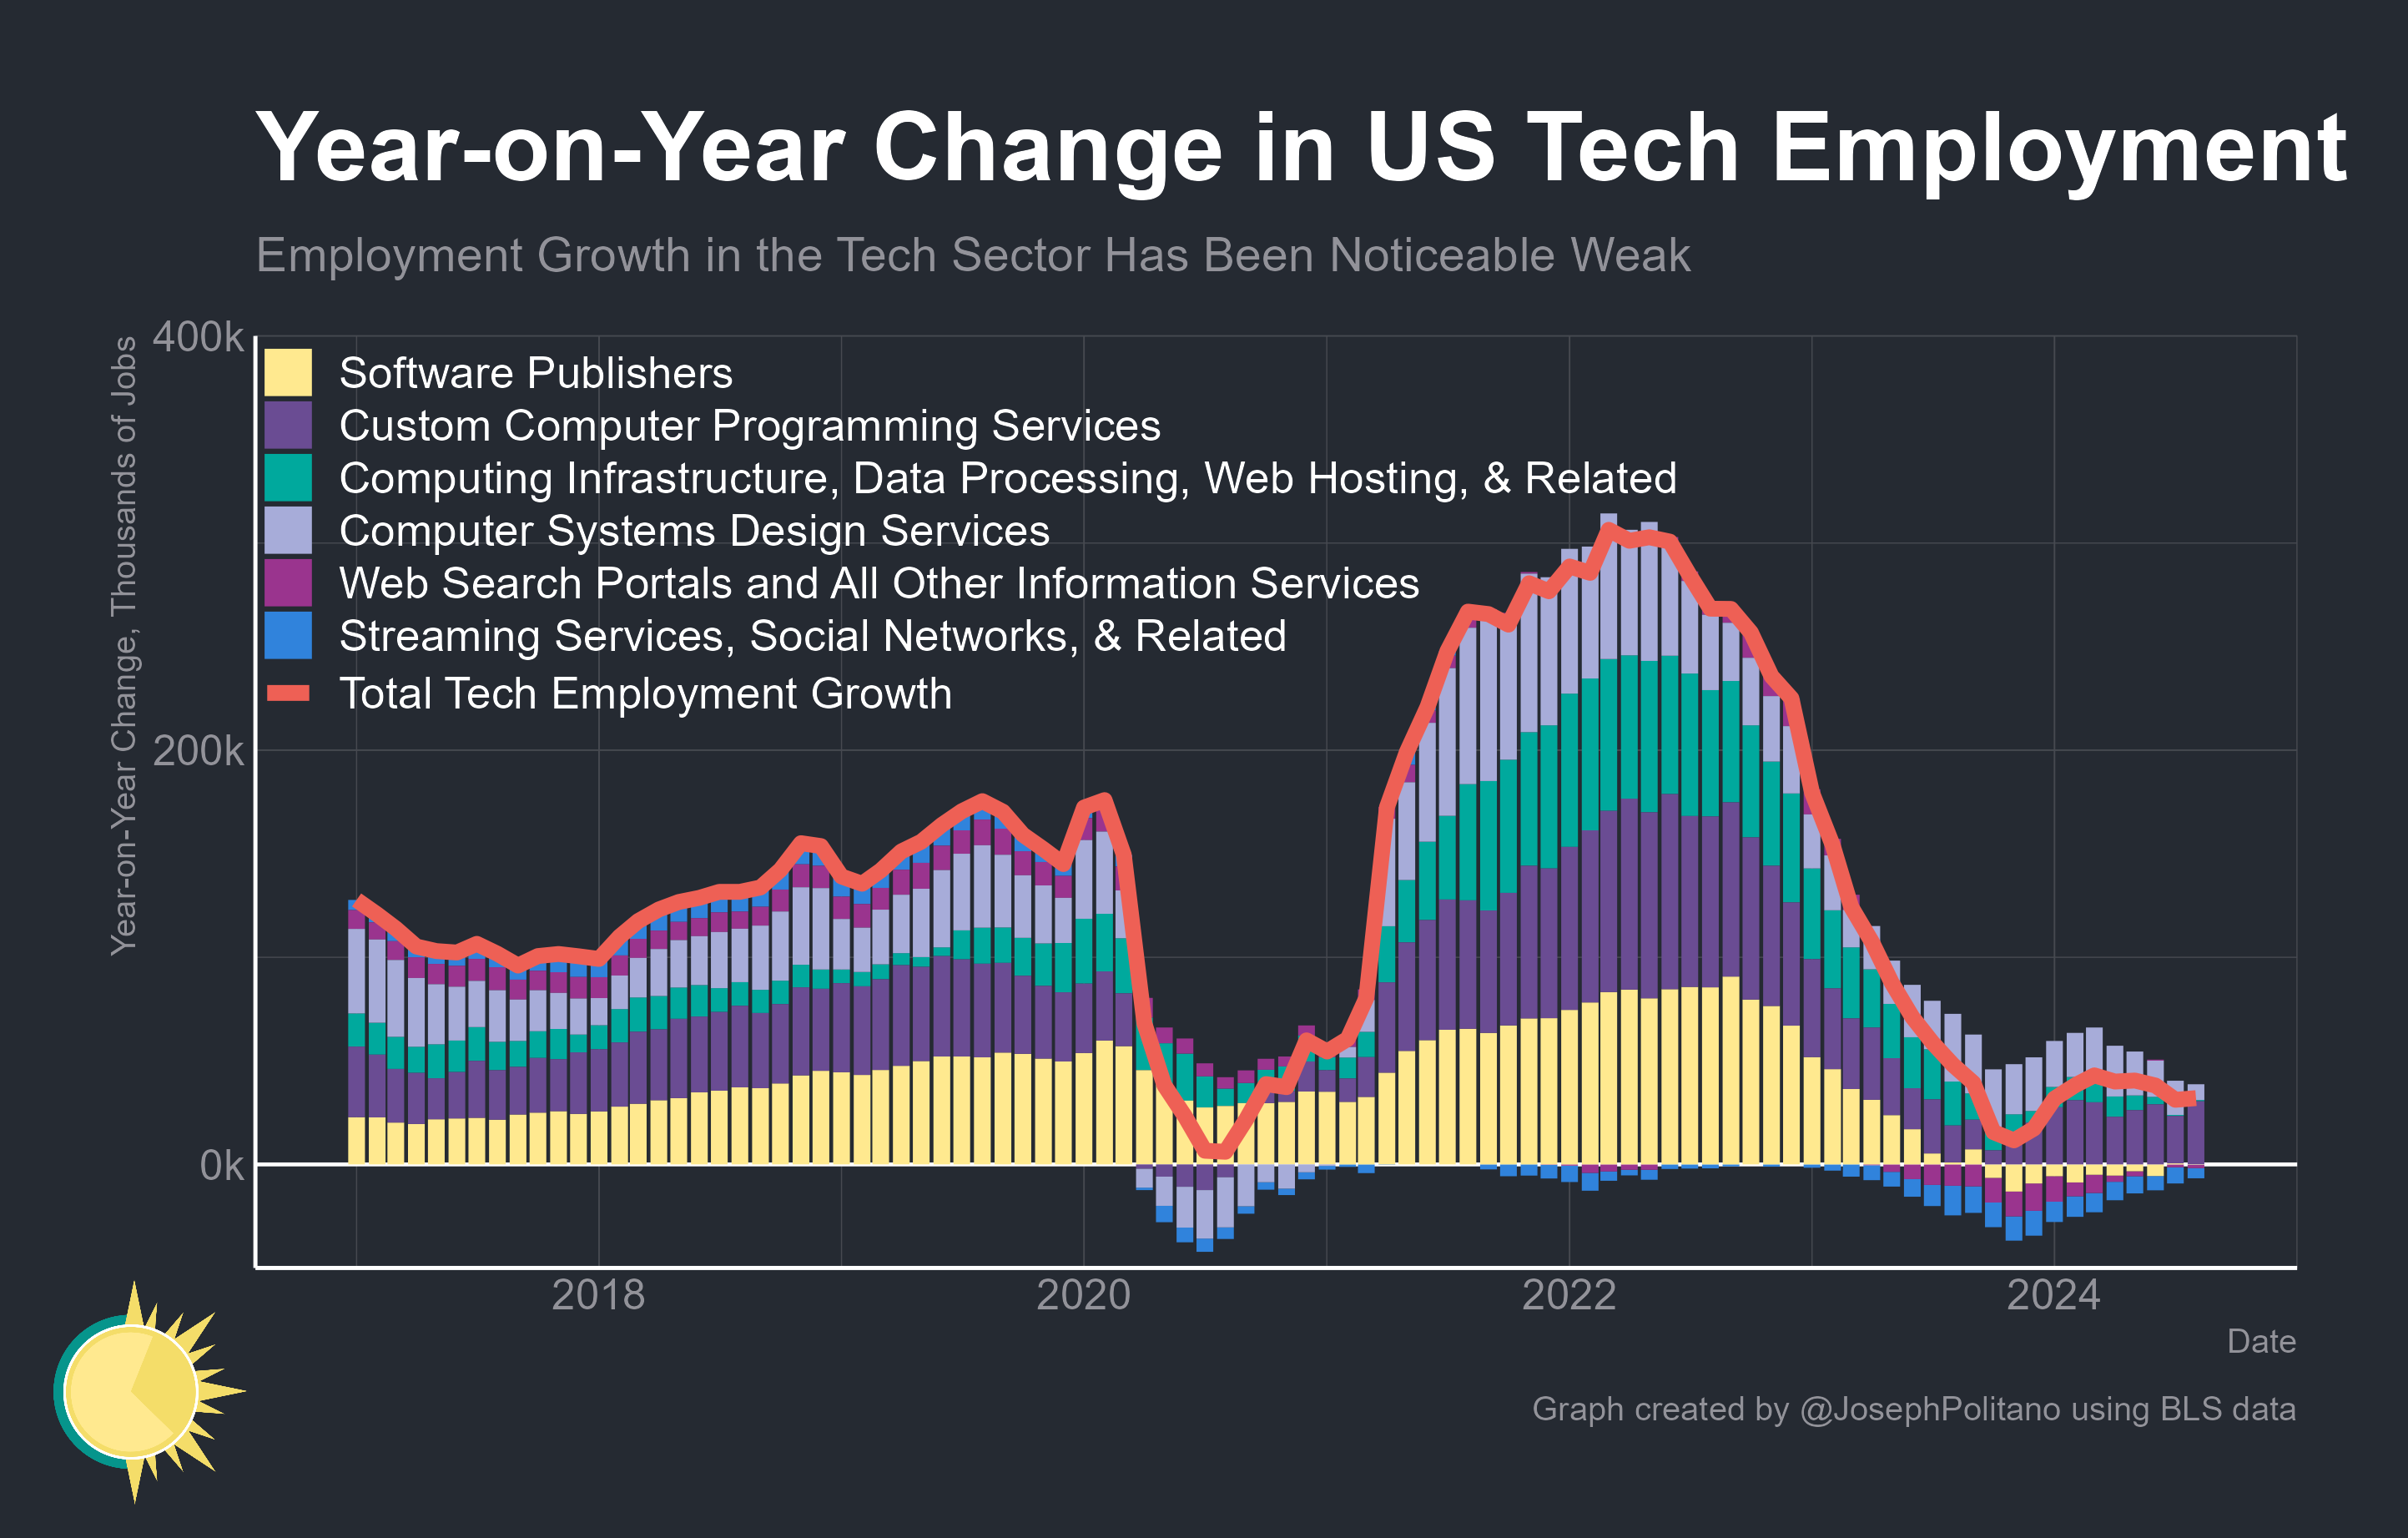 Year-on-Year Change in US Tech Employment
Employment Growth in the Tech Sector Has Been Noticeable Weak
Year-on-Year Change, Thousands of Jobs
400k
200k
0k
Software Publishers
Custom Computer Programming Services
Computing Infrastructure, Data Processing, Web Hosting, & Related
Computer Systems Design Services
Web Search Portals and All Other Information Services
Streaming Services, Social Networks, & Related
Total Tech Employment Growth
2018
2020
2022
2024
Date
Graph created by @JosephPolitano using BLS data